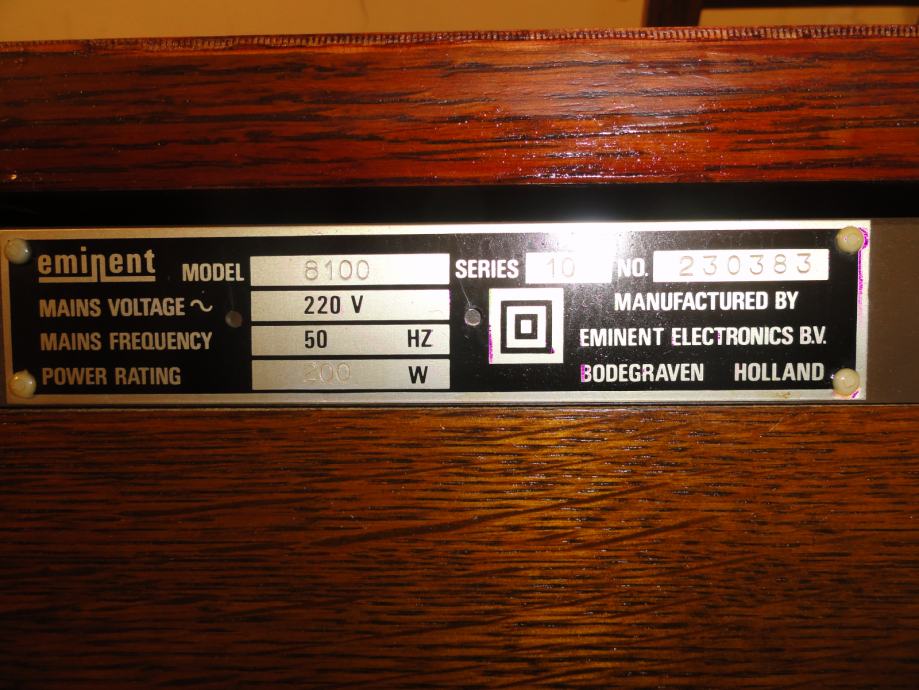 eminent MODEL 8100 SERIES 10 NO. 230383
MAINS VOLTAGE ~ 220 V MANUFACTURED BY
MAINS FREQUENCY 50 HZ EMINENT ELECTRONICS B.V.
POWER RATING 200 W BODEGRAVEN HOLLAND